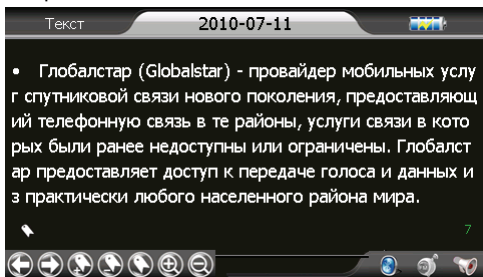 Текст 2010-07-11
• Глобалстар (Globalstar) - провайдер мобильных услу
г спутниковой связи нового поколения, предоставляющ
ий телефонную связь в те районы, услуги связи в кото
рых были ранее недоступны или ограничены. Глобалст
ар предоставляет доступ к передаче голоса и данных и
з практически любого населенного района мира.
7